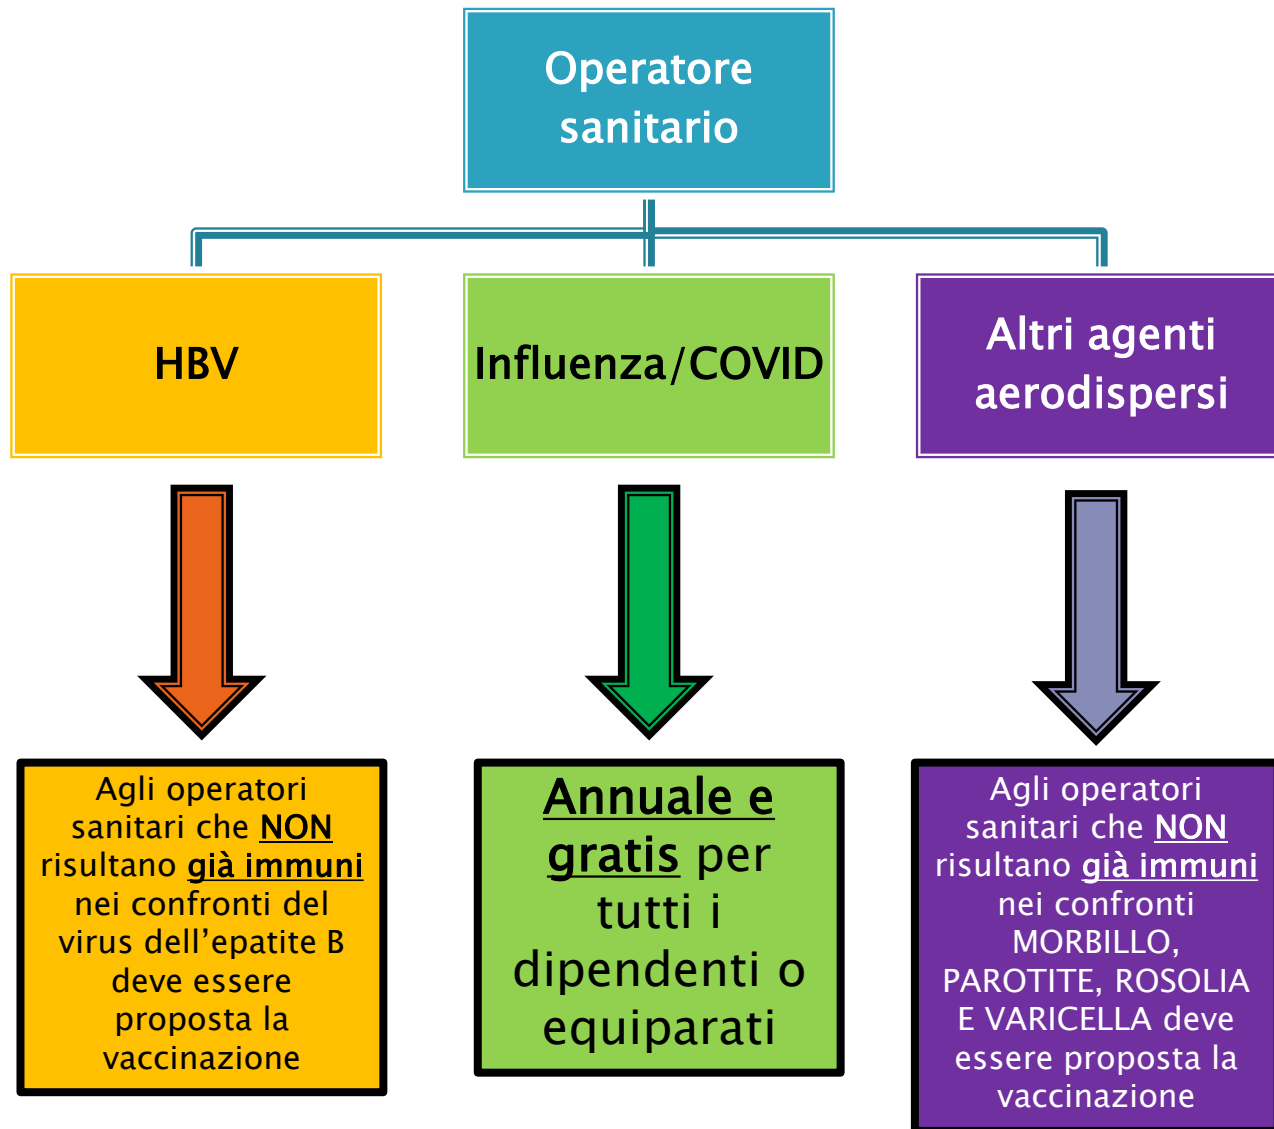 Operatore
sanitario
HBV
Influenza/COVID
Altri agenti
aerodispersi
Agli operatori
sanitari che NON
risultano già immuni
nei confronti del
virus dell’epatite B
deve essere
proposta la
vaccinazione
Annuale e
gratis per
tutti i
dipendenti o
equiparati
Agli operatori
sanitari che NON
risultano già immuni
nei confronti
MORBILLO,
PAROTITE, ROSOLIA
E VARICELLA deve
essere proposta la
vaccinazione